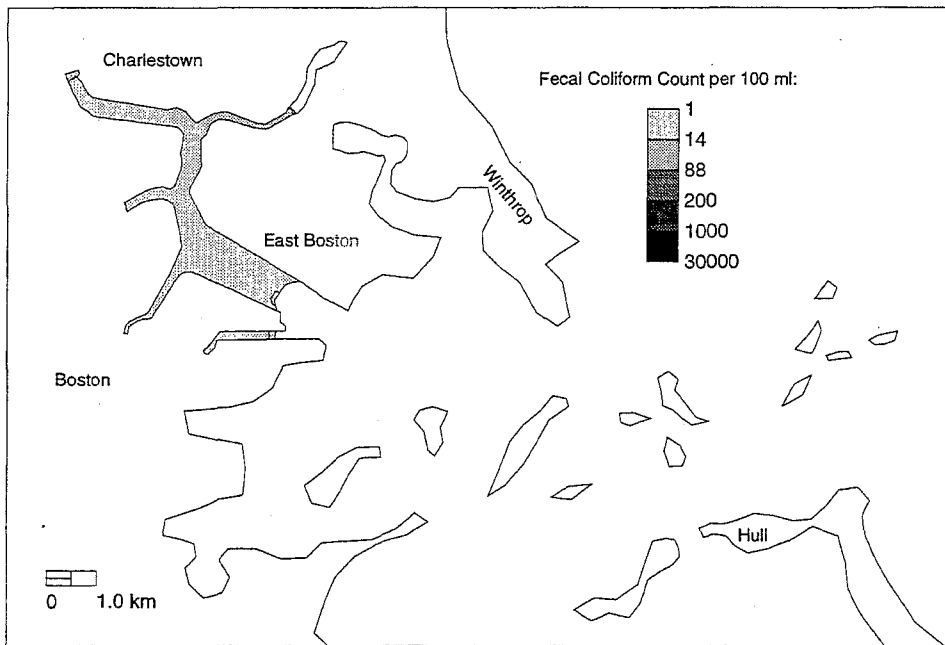 Charlestown
Fecal Coliform Count per 100 ml:
1
14
88
200
1000
30000
Winthrop
East Boston
Boston
Hull
0 1.0 km